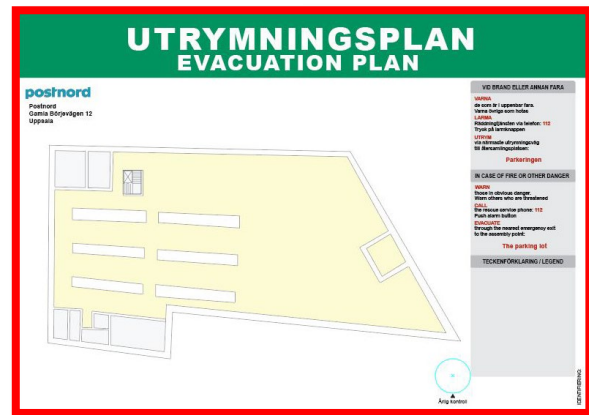 UTRYMNINGSPLAN
EVACUATION PLAN
postnord
Postnord
Gamla Börjevägen 12
Uppsala
VID BRAND ELLER ANNAN FARA
VARNA
de som är i uppenbar fara.
Varna övriga som hotas
LARMA
Räddningtjänsten via telefon: 112
Tryck på larmknappen
UTRYM
via närmaste utrymningsväg
till återsamlingsplatsen:
Parkeringen
IN CASE OF FIRE OR OTHER DANGER
WARN
those in obvious danger.
Warn others who are threatened
CALL
the rescue service phone: 112
Push alarm button
EVACUATE
through the nearest emergency exit
to the assembly point:
The parking lot
TECKENFÖRKLARING / LEGEND
Årlig kontroll
IDENTIFIERING: